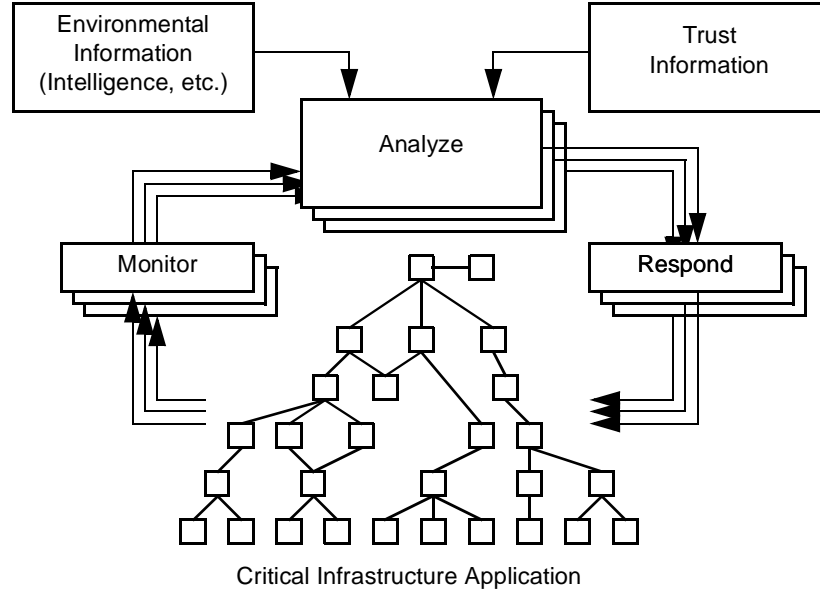 Environmental
Information
(Intelligence, etc.)
Trust
Information
Analyze
Monitor
Respond
Critical Infrastructure Application